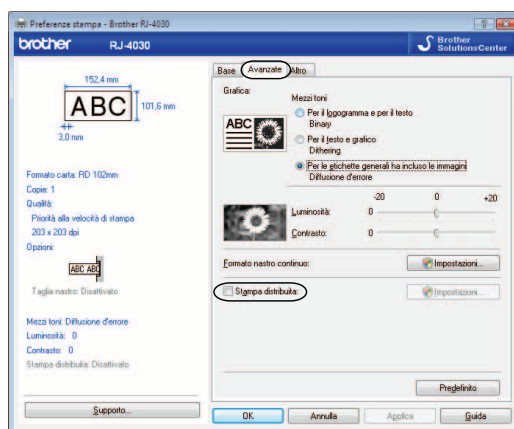 Preferenze stampa - Brother RJ-4030
brother RJ-4030
Brother
SolutionsCenter
152,4 mm
ABC
101,6 mm
3,0 mm
Formato carta: RD 102mm
Copie: 1
Qualità:
Priorità alla velocità di stampa
203 x 203 dpi
Opzioni:
ABC ABC
Taglia nastro: Disattivato
Mezzi toni: Diffusione d'errore
Luminosità: 0
Contrasto: 0
Stampa distribuita: Disattivato
Supporto...
Base Avanzate Altro
Grafica:
ABC
Mezzi toni
Per il logogramma e per il testo
Binary
Per il testo e grafico
Dithering
Per le etichette generali ha incluso le immagini
Diffusione d'errore
-20 0 +20
Luminosità: 0
Contrasto: 0
Formato nastro continuo: Impostazioni...
Stampa distribuita: Impostazioni...
Predefinito
OK Annulla Applica Guida